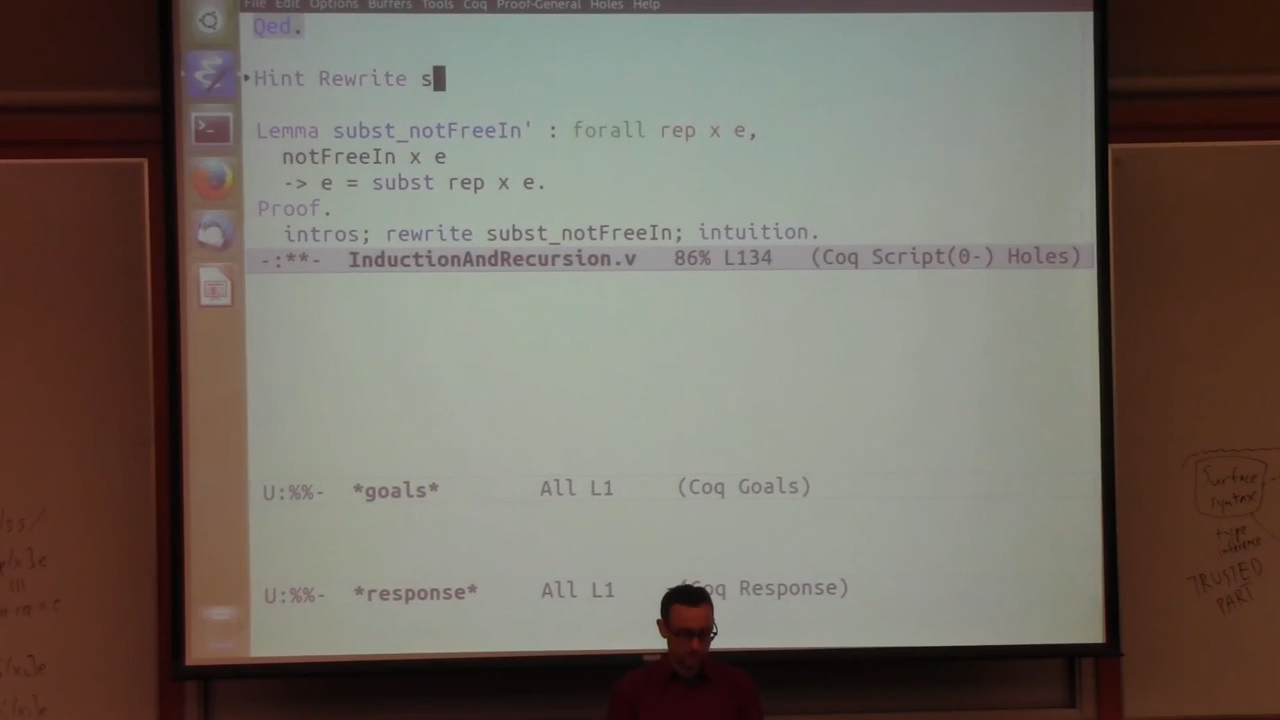 File Edit Options Buffers Tools Coq Proof-General Holes Help
Qed.
Hint Rewrite s
Lemma subst_notFreeIn' : forall rep x e,
notFreeIn x e
-> e = subst rep x e.
Proof.
intros; rewrite subst_notFreeIn; intuition.
-:**- InductionAndRecursion.v 86% L134 (Coq Script(0-) Holes)
U:%%- *goals* All L1 (Coq Goals)
U:%%- *response* All L1 (Coq Response)
Surface
syntax
type
inference
TRUSTED
PART